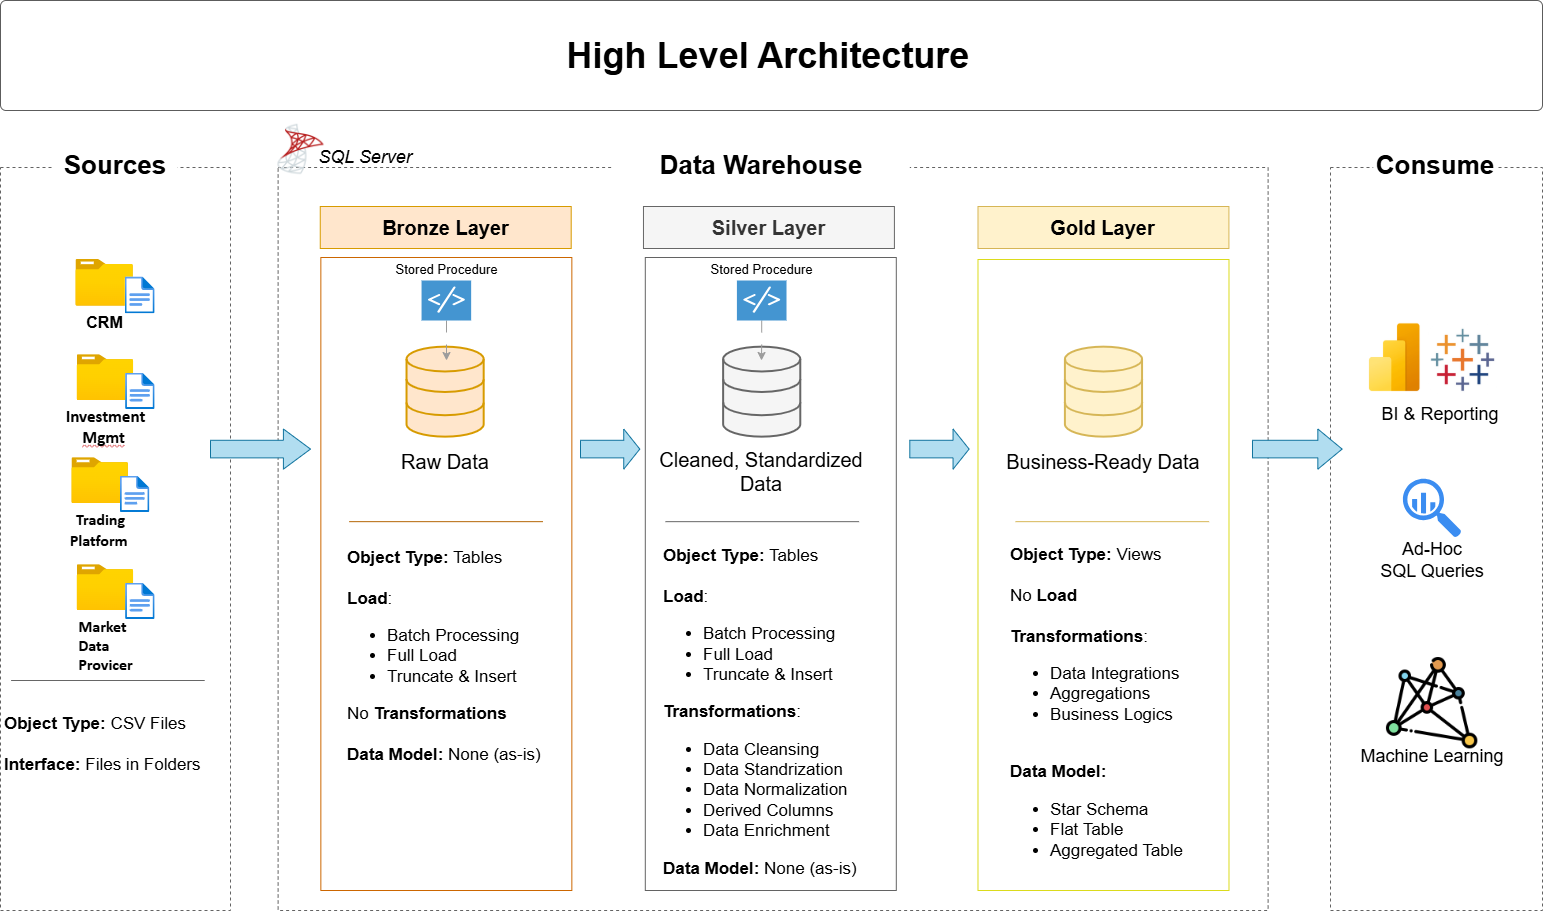 High Level Architecture
Sources
CRM
Investment
Mgmt
Trading
Platform
Market
Data
Provicer
Object Type: CSV Files
Interface: Files in Folders
SQL Server
Data Warehouse
Bronze Layer
Stored Procedure
</>
Raw Data
Object Type: Tables
Load:
• Batch Processing
• Full Load
• Truncate & Insert
No Transformations
Data Model: None (as-is)
Silver Layer
Stored Procedure
</>
Cleaned, Standardized
Data
Object Type: Tables
Load:
• Batch Processing
• Full Load
• Truncate & Insert
Transformations:
• Data Cleansing
• Data Standrization
• Data Normalization
• Derived Columns
• Data Enrichment
Data Model: None (as-is)
Gold Layer
Business-Ready Data
Object Type: Views
No Load
Transformations:
• Data Integrations
• Aggregations
• Business Logics
Data Model:
• Star Schema
• Flat Table
• Aggregated Table
Consume
BI & Reporting
Ad-Hoc
SQL Queries
Machine Learning